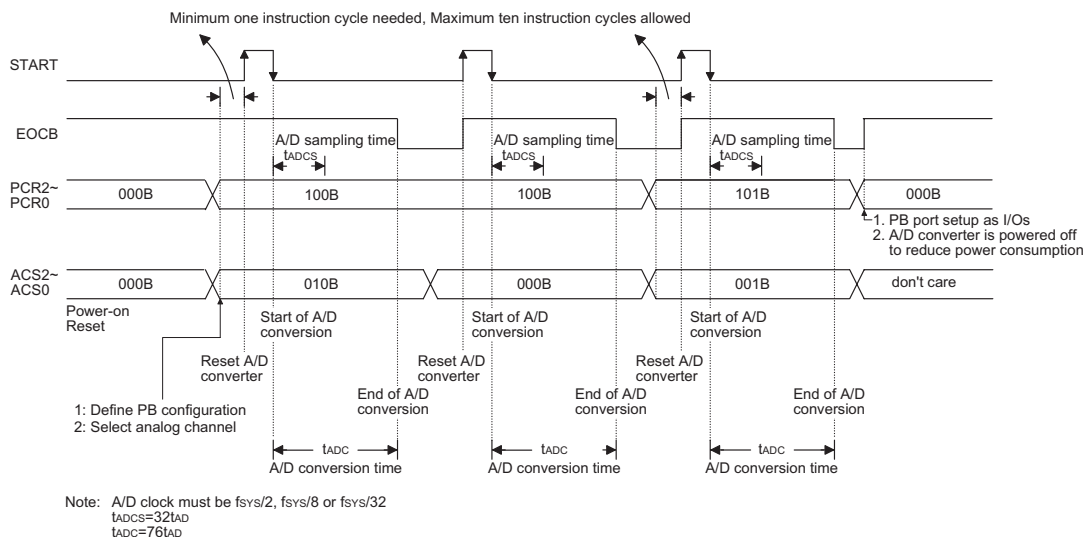 Minimum one instruction cycle needed, Maximum ten instruction cycles allowed
START
EOCB
A/D sampling time
tADCS
A/D sampling time
tADCS
A/D sampling time
tADCS
PCR2~
PCR0
000B
100B
100B
101B
000B
1. PB port setup as I/Os
2. A/D converter is powered off
to reduce power consumption
ACS2~
ACS0
000B
010B
000B
001B
don't care
Power-on
Reset
Start of A/D
conversion
Start of A/D
conversion
Start of A/D
conversion
Reset A/D
converter
Reset A/D
converter
Reset A/D
converter
End of A/D
conversion
End of A/D
conversion
End of A/D
conversion
1: Define PB configuration
2: Select analog channel
tADC
A/D conversion time
tADC
A/D conversion time
tADC
A/D conversion time
Note: A/D clock must be fSYS/2, fSYS/8 or fSYS/32
tADCS=32tAD
tADC=76tAD